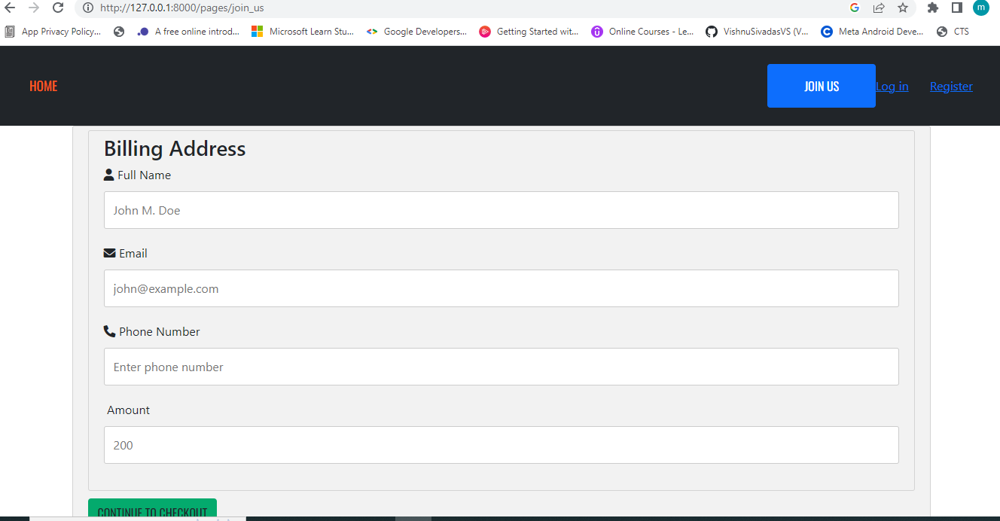 http://127.0.0.1:8000/pages/join_us
m
App Privacy Policy... A free online introd... Microsoft Learn Stu... Google Developers... Getting Started wit... Online Courses - Le... VishnuSivadasVS (V... Meta Android Deve... CTS
HOME JOIN US Log in Register
Billing Address
Full Name
John M. Doe
Email
john@example.com
Phone Number
Enter phone number
Amount
200
CONTINUE TO CHECKOUT